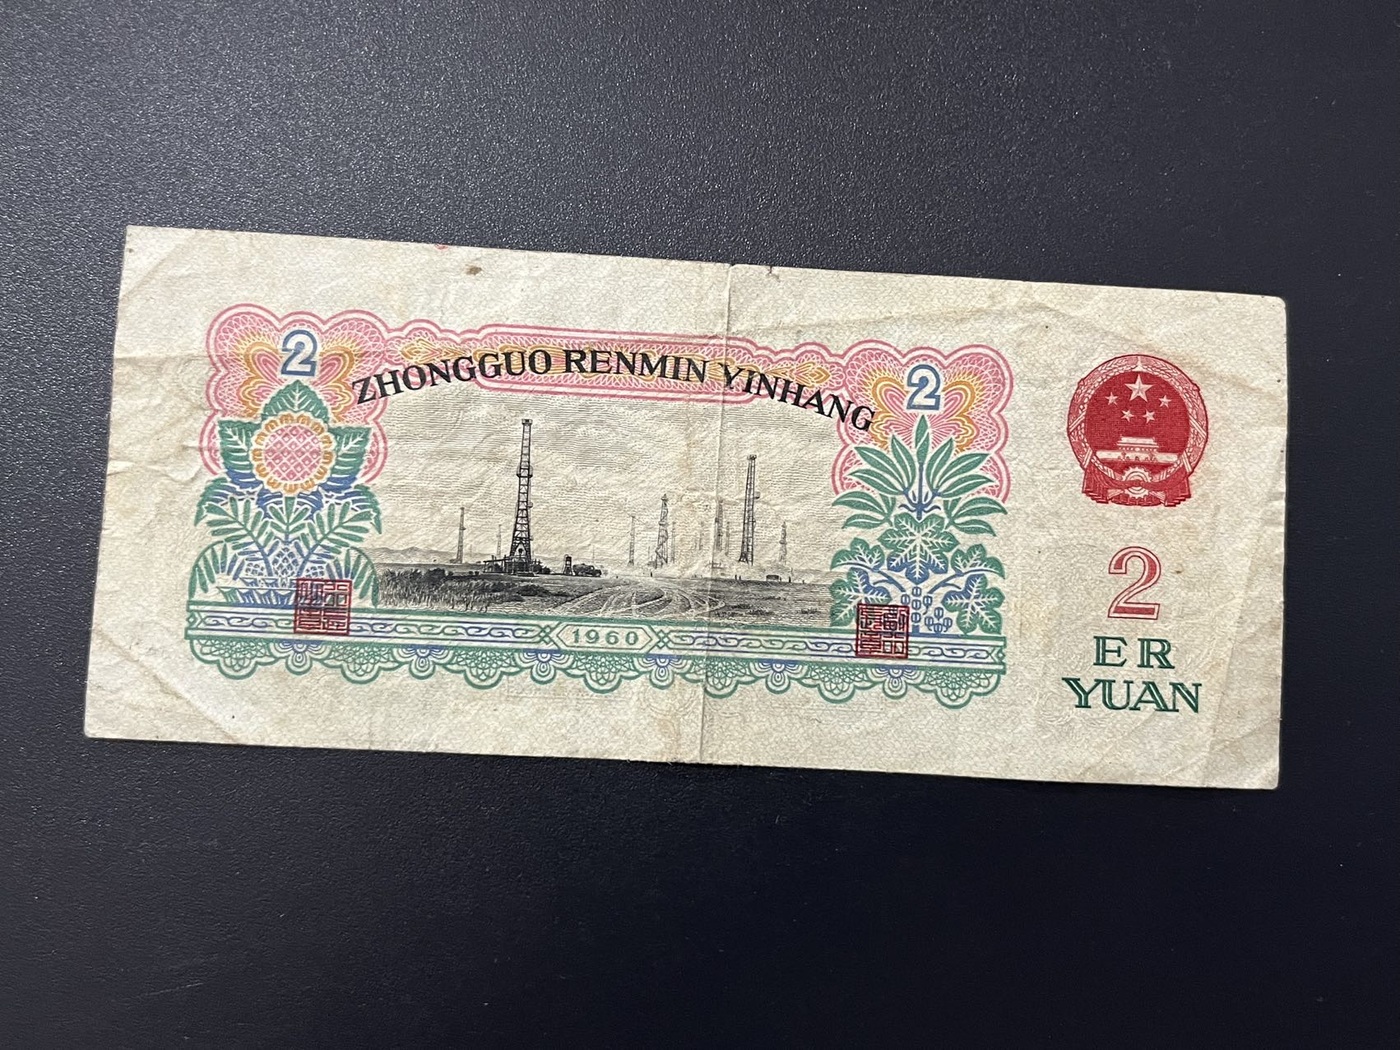 2
2
ZHONGGUO RENMIN YINHANG
1960
2
ER
YUAN